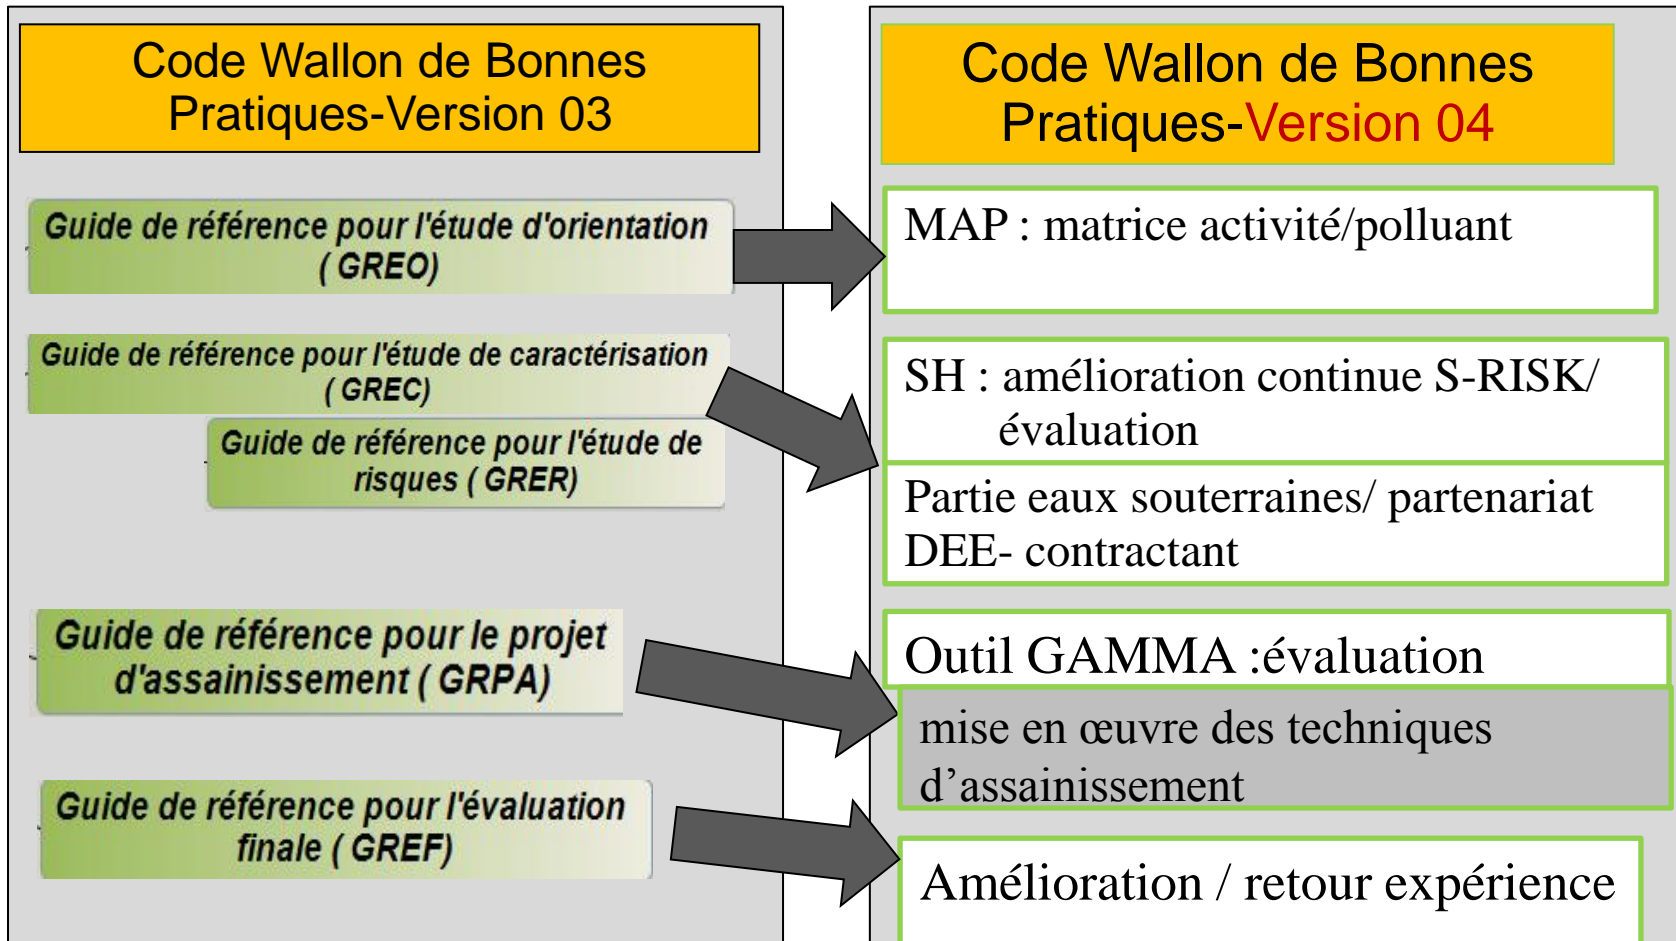 Code Wallon de Bonnes
Pratiques-Version 03
Guide de référence pour l'étude d'orientation
( GREO)
Guide de référence pour l'étude de caractérisation
( GREC)
Guide de référence pour l'étude de
risques ( GRER)
Guide de référence pour le projet
d'assainissement ( GRPA)
Guide de référence pour l'évaluation
finale ( GREF)
Code Wallon de Bonnes
Pratiques-Version 04
MAP : matrice activité/polluant
SH : amélioration continue S-RISK/
évaluation
Partie eaux souterraines/ partenariat
DEE- contractant
Outil GAMMA :évaluation
mise en œuvre des techniques
d’assainissement
Amélioration / retour expérience